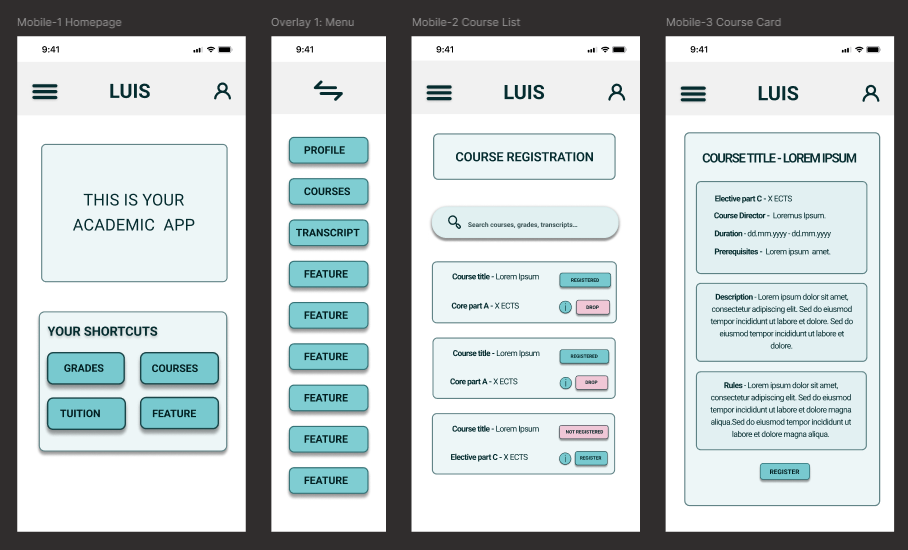 Mobile-1 Homepage
9:41
LUIS
THIS IS YOUR
ACADEMIC APP
YOUR SHORTCUTS
GRADES
COURSES
TUITION
FEATURE
Overlay 1: Menu
9:41
PROFILE
COURSES
TRANSCRIPT
FEATURE
FEATURE
FEATURE
FEATURE
FEATURE
FEATURE
Mobile-2 Course List
9:41
LUIS
COURSE REGISTRATION
Search courses, grades, transcripts...
Course title - Lorem Ipsum
REGISTERED
Core part A - X ECTS
i
DROP
Course title - Lorem Ipsum
REGISTERED
Core part A - X ECTS
i
DROP
Course title - Lorem Ipsum
NOT REGISTERED
Elective part C - X ECTS
i
REGISTER
Mobile-3 Course Card
9:41
LUIS
COURSE TITLE - LOREM IPSUM
Elective part C - X ECTS
Course Director - Loremus Ipsum.
Duration - dd.mm.yyyy - dd.mm.yyyy
Prerequisites - Lorem ipsum amet.
Description - Lorem ipsum dolor sit amet,
consectetur adipiscing elit. Sed do eiusmod
tempor incididunt ut labore et dolore. Sed do
eiusmod tempor incididunt ut labore et
dolore.
Rules - Lorem ipsum dolor sit amet,
consectetur adipiscing elit. Sed do eiusmod
tempor incididunt ut labore et dolore magna
aliqua.Sed do eiusmod tempor incididunt ut
labore et dolore magna aliqua.
REGISTER